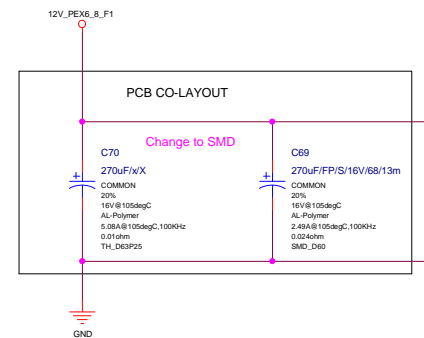 12V_PEX6_8_F1
PCB CO-LAYOUT
Change to SMD
C70
270uF/x/X
COMMON
20%
16V@105degC
AL-Polymer
5.08A@105degC,100KHz
0.01ohm
TH_D63P25
C69
270uF/FP/S/16V/68/13m
COMMON
20%
16V@105degC
AL-Polymer
2.49A@105degC,100KHz
0.024ohm
SMD_D60
GND